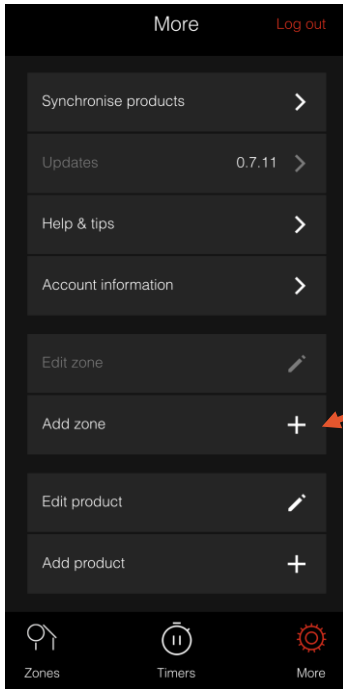 More Log out
Synchronise products
Updates 0.7.11
Help & tips
Account information
Edit zone
Add zone
Edit product
Add product
Zones Timers More